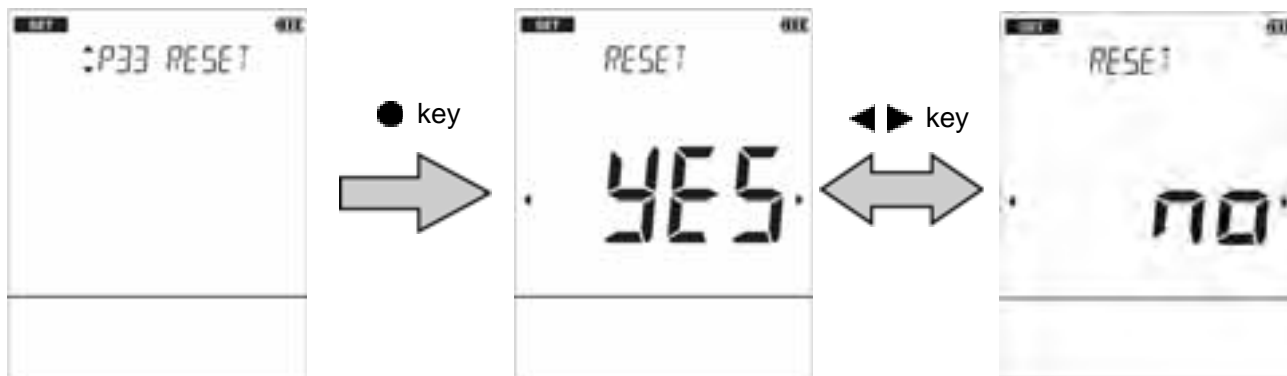 SET
P33 RESET
key
SET
RESET
YES
key
SET
RESET
no